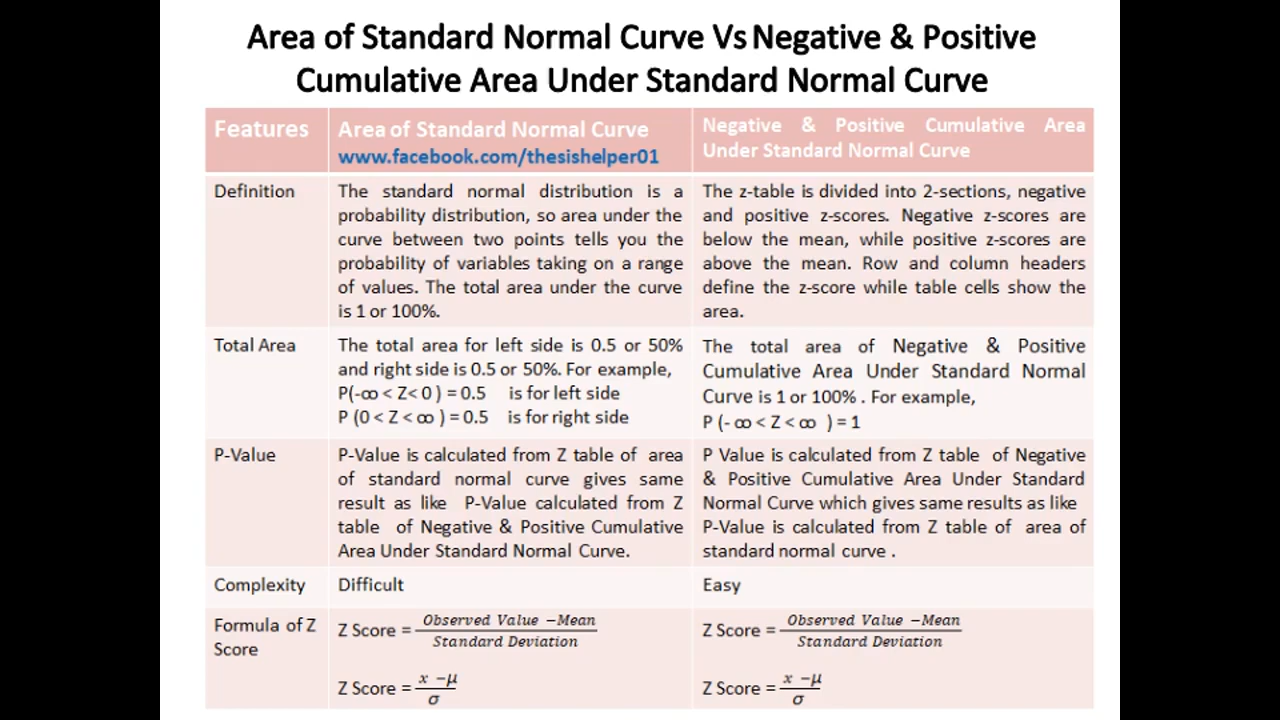 Area of Standard Normal Curve Vs Negative & Positive
Cumulative Area Under Standard Normal Curve
Features
Area of Standard Normal Curve
www.facebook.com/thesishelper01
Negative & Positive Cumulative Area
Under Standard Normal Curve
Definition
The standard normal distribution is a
probability distribution, so area under the
curve between two points tells you the
probability of variables taking on a range
of values. The total area under the curve
is 1 or 100%.
The z-table is divided into 2-sections, negative
and positive z-scores. Negative z-scores are
below the mean, while positive z-scores are
above the mean. Row and column headers
define the z-score while table cells show the
area.
Total Area
The total area for left side is 0.5 or 50%
and right side is 0.5 or 50%. For example,
P(-∞ < Z< 0 ) = 0.5 is for left side
P (0 < Z < ∞ ) = 0.5 is for right side
The total area of Negative & Positive
Cumulative Area Under Standard Normal
Curve is 1 or 100% . For example,
P (- ∞ < Z < ∞ ) = 1
P-Value
P-Value is calculated from Z table of area
of standard normal curve gives same
result as like P-Value calculated from Z
table of Negative & Positive Cumulative
Area Under Standard Normal Curve.
P Value is calculated from Z table of Negative
& Positive Cumulative Area Under Standard
Normal Curve which gives same results as like
P-Value is calculated from Z table of area of
standard normal curve .
Complexity
Difficult
Easy
Formula of Z
Score
Z Score = Observed Value −Mean
Standard Deviation
Z Score = x −μ
σ
Z Score = Observed Value −Mean
Standard Deviation
Z Score = x −μ
σ